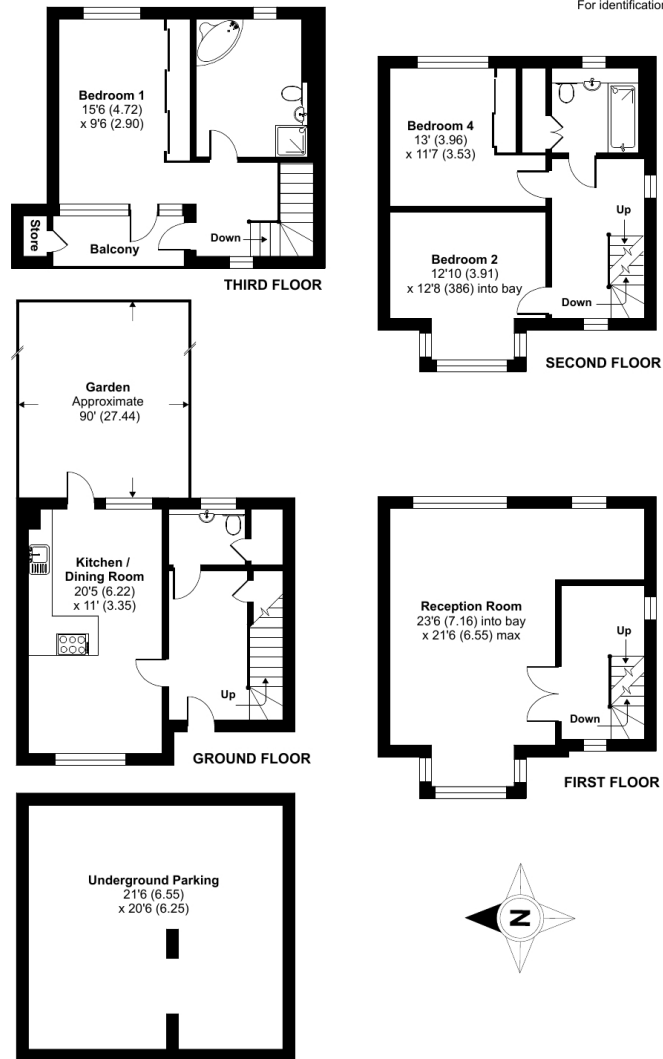 For identification
Bedroom 1
15'6 (4.72)
x 9'6 (2.90)
Store
Balcony
Down
THIRD FLOOR
Bedroom 4
13' (3.96)
x 11'7 (3.53)
Up
Bedroom 2
12'10 (3.91)
x 12'8 (386) into bay
Down
SECOND FLOOR
Garden
Approximate
90' (27.44)
Kitchen /
Dining Room
20'5 (6.22)
x 11' (3.35)
Up
GROUND FLOOR
Reception Room
23'6 (7.16) into bay
x 21'6 (6.55) max
Up
Down
FIRST FLOOR
Underground Parking
21'6 (6.55)
x 20'6 (6.25)
N